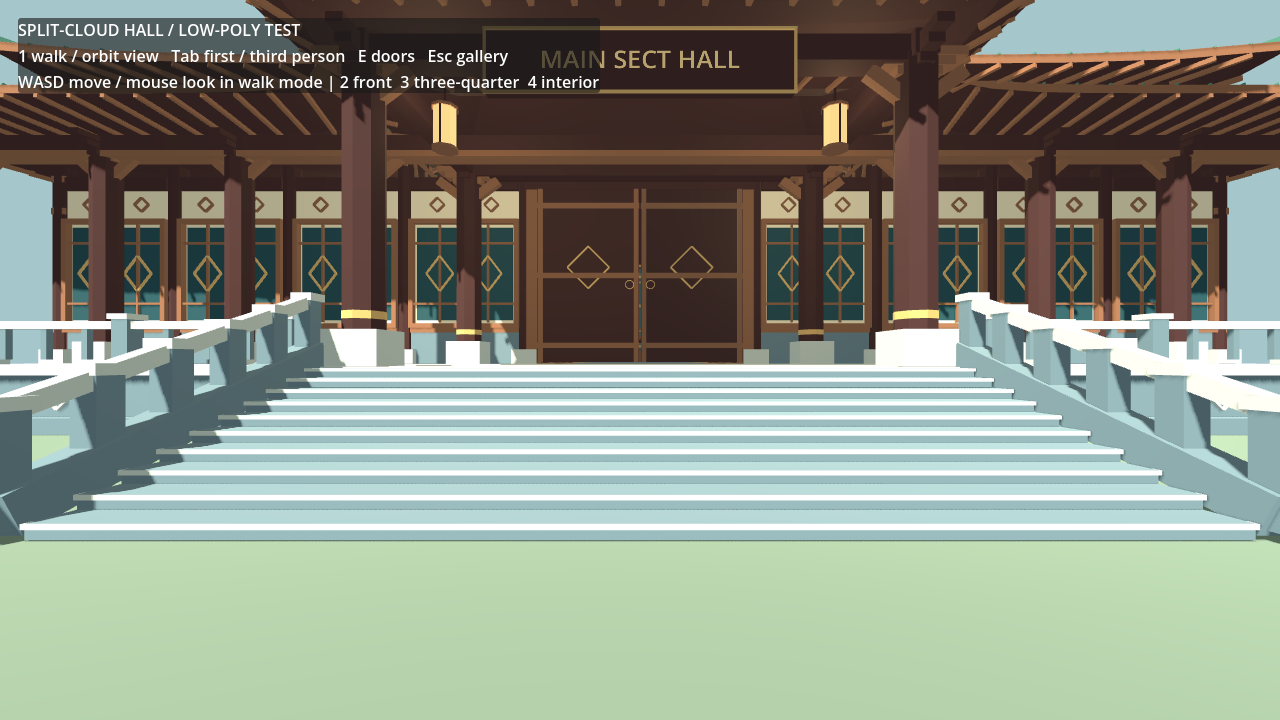 SPLIT-CLOUD HALL / LOW-POLY TEST
1 walk / orbit view   Tab first / third person   E doors   Esc gallery
WASD move / mouse look in walk mode | 2 front  3 three-quarter  4 interior
MAIN SECT HALL